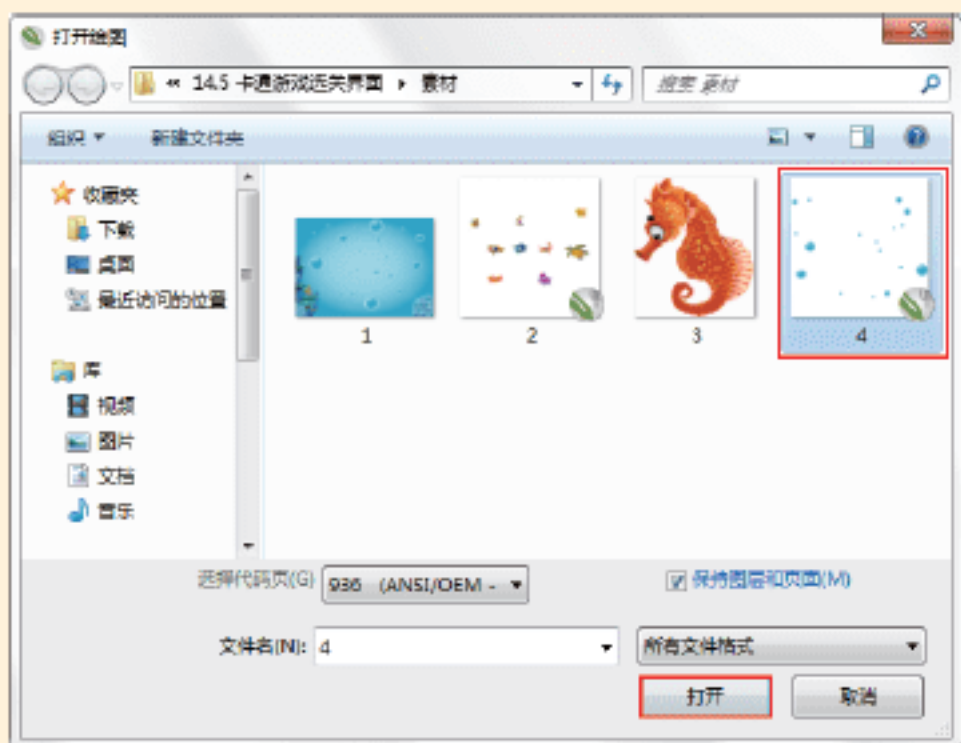 打开绘图
« 14.5 卡通游戏选关界面 ▸ 素材
搜索 素材
组织 新建文件夹
收藏夹
下载
桌面
最近访问的位置
库
视频
图片
文档
音乐
1 2 3 4
选择代码页(G) 936 (ANSI/OEM -
保持图层和页面(M)
文件名(N): 4 所有文件格式
打开 取消